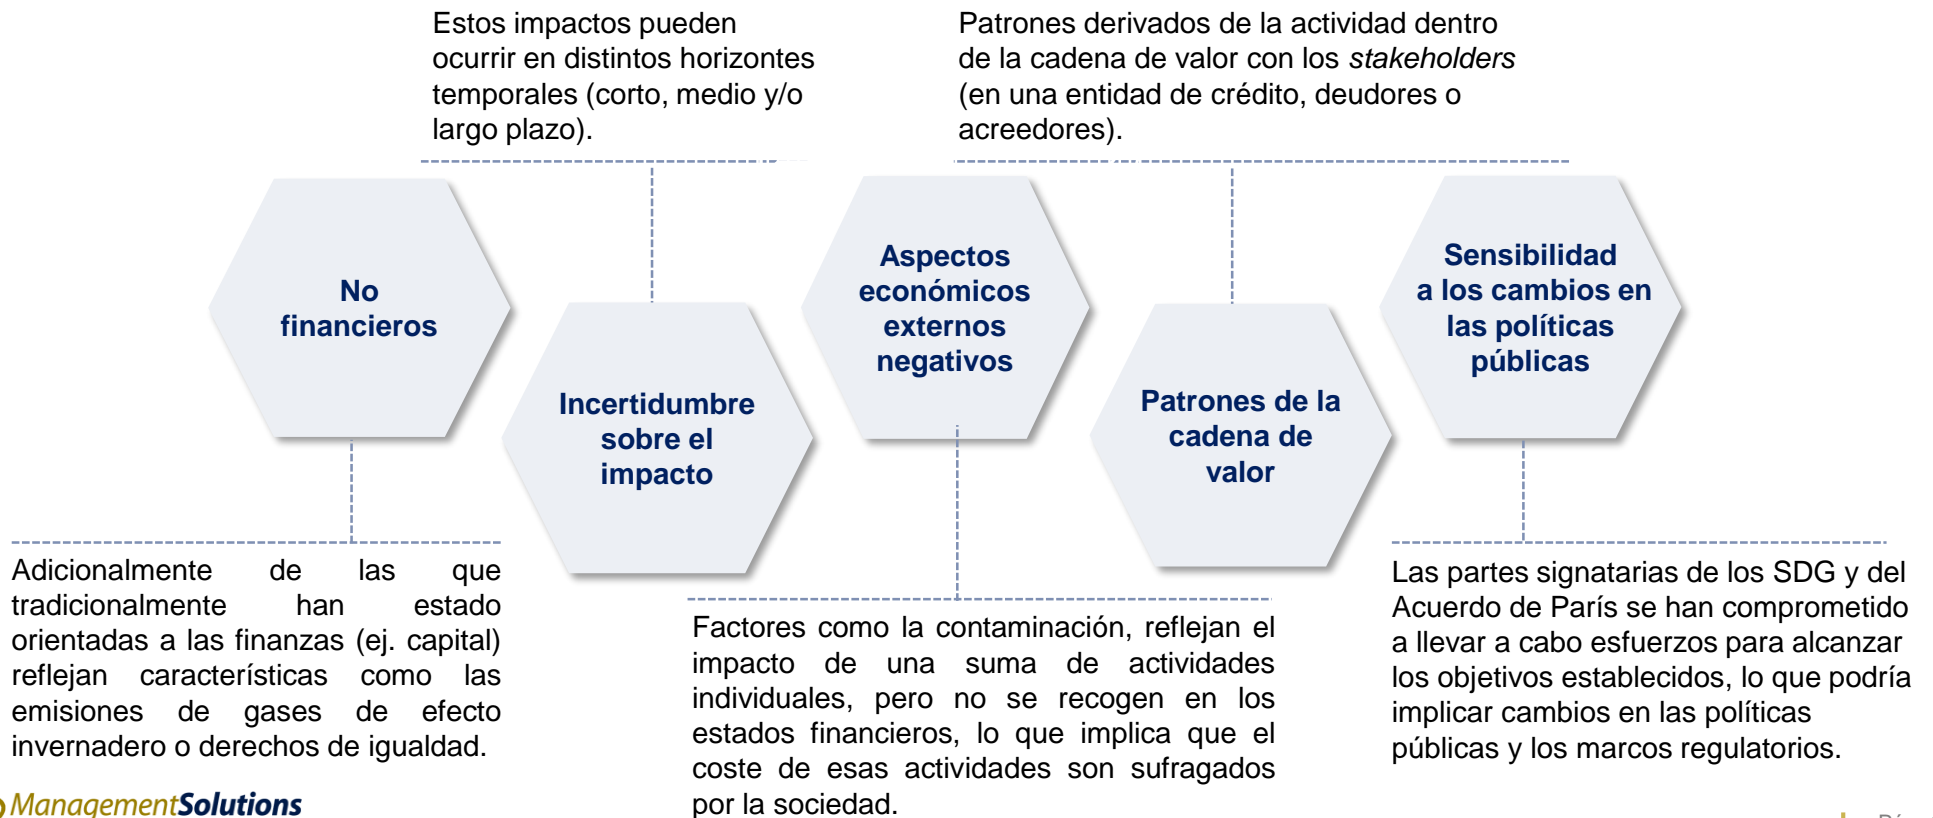 Estos impactos pueden
ocurrir en distintos horizontes
temporales (corto, medio y/o
largo plazo).
Patrones derivados de la actividad dentro
de la cadena de valor con los stakeholders
(en una entidad de crédito, deudores o
acreedores).
No
financieros
Incertidumbre
sobre el
impacto
Aspectos
económicos
externos
negativos
Patrones de la
cadena de
valor
Sensibilidad
a los cambios en
las políticas
públicas
Adicionalmente de las que
tradicionalmente han estado
orientadas a las finanzas (ej. capital)
reflejan características como las
emisiones de gases de efecto
invernadero o derechos de igualdad.
Factores como la contaminación, reflejan el
impacto de una suma de actividades
individuales, pero no se recogen en los
estados financieros, lo que implica que el
coste de esas actividades son sufragados
por la sociedad.
Las partes signatarias de los SDG y del
Acuerdo de París se han comprometido
a llevar a cabo esfuerzos para alcanzar
los objetivos establecidos, lo que podría
implicar cambios en las políticas
públicas y los marcos regulatorios.
ManagementSolutions